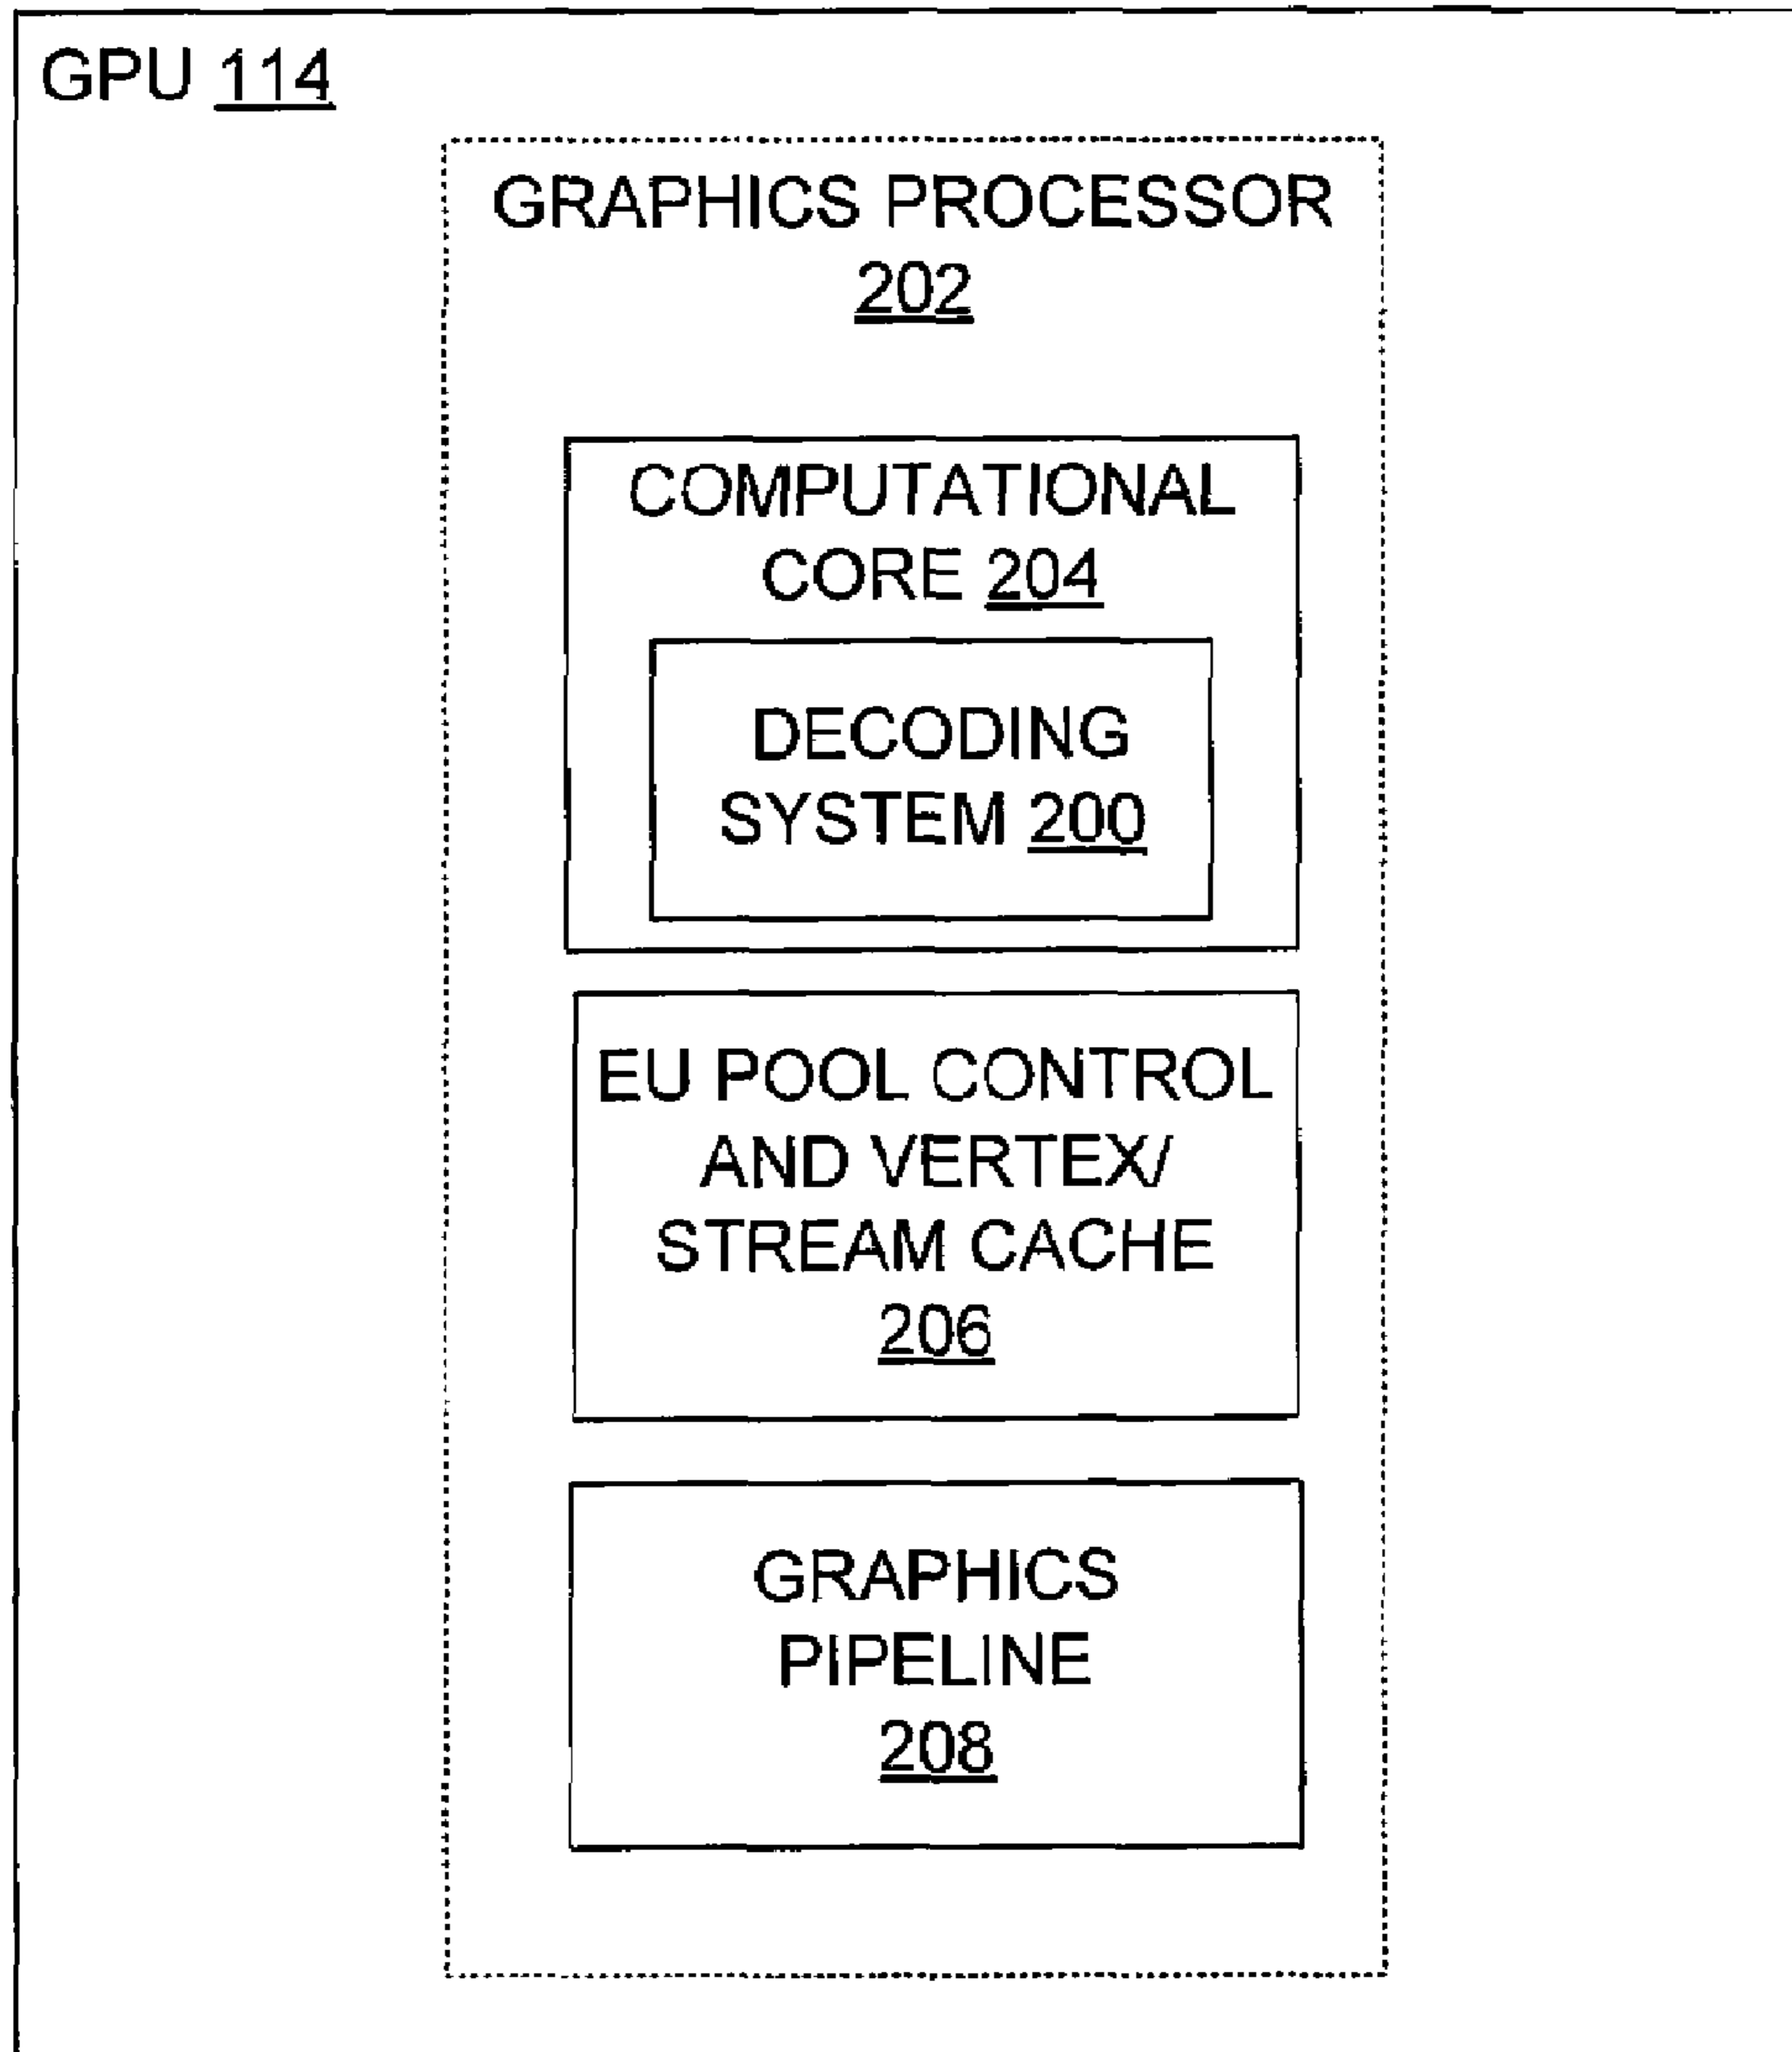 GPU 114
GRAPHICS PROCESSOR
202
COMPUTATIONAL
CORE 204
DECODING
SYSTEM 200
EU POOL CONTROL
AND VERTEX/
STREAM CACHE
206
GRAPHICS
PIPELINE
208